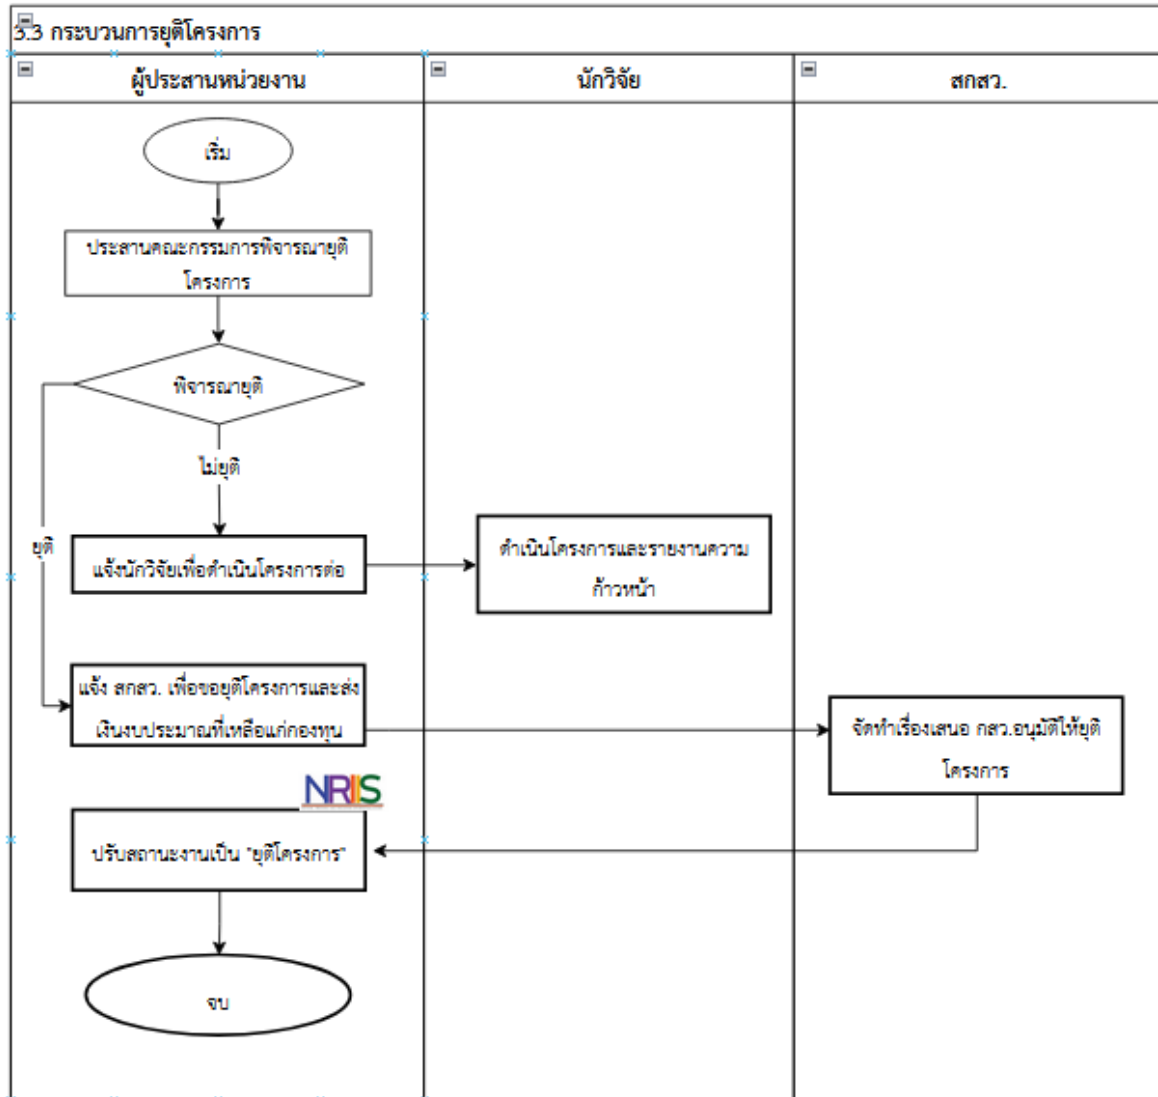 3.3 กระบวนการยุติโครงการ
ผู้ประสานหน่วยงาน
นักวิจัย
สกสว.
เริ่ม
ประสานคณะกรรมการพิจารณายุติ
โครงการ
พิจารณายุติ
ไม่ยุติ
ยุติ
แจ้งนักวิจัยเพื่อดำเนินโครงการต่อ
ดำเนินโครงการและรายงานความ
ก้าวหน้า
แจ้ง สกสว. เพื่อขอยุติโครงการและส่ง
เงินงบประมาณที่เหลือแก่กองทุน
จัดทำเรื่องเสนอ กสว.อนุมัติให้ยุติ
โครงการ
NRIIS
ปรับสถานะงานเป็น "ยุติโครงการ"
จบ